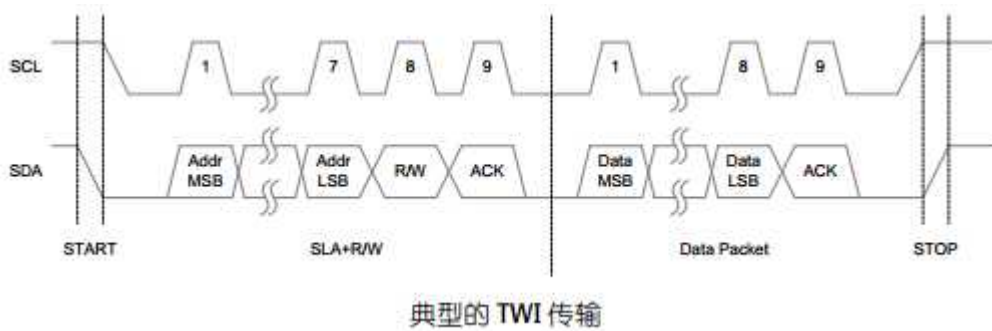 SCL 1 7 8 9 1 8 9
SDA Addr MSB Addr LSB R/W ACK Data MSB Data LSB ACK
START SLA+R/W Data Packet STOP
典型的 TWI 传输